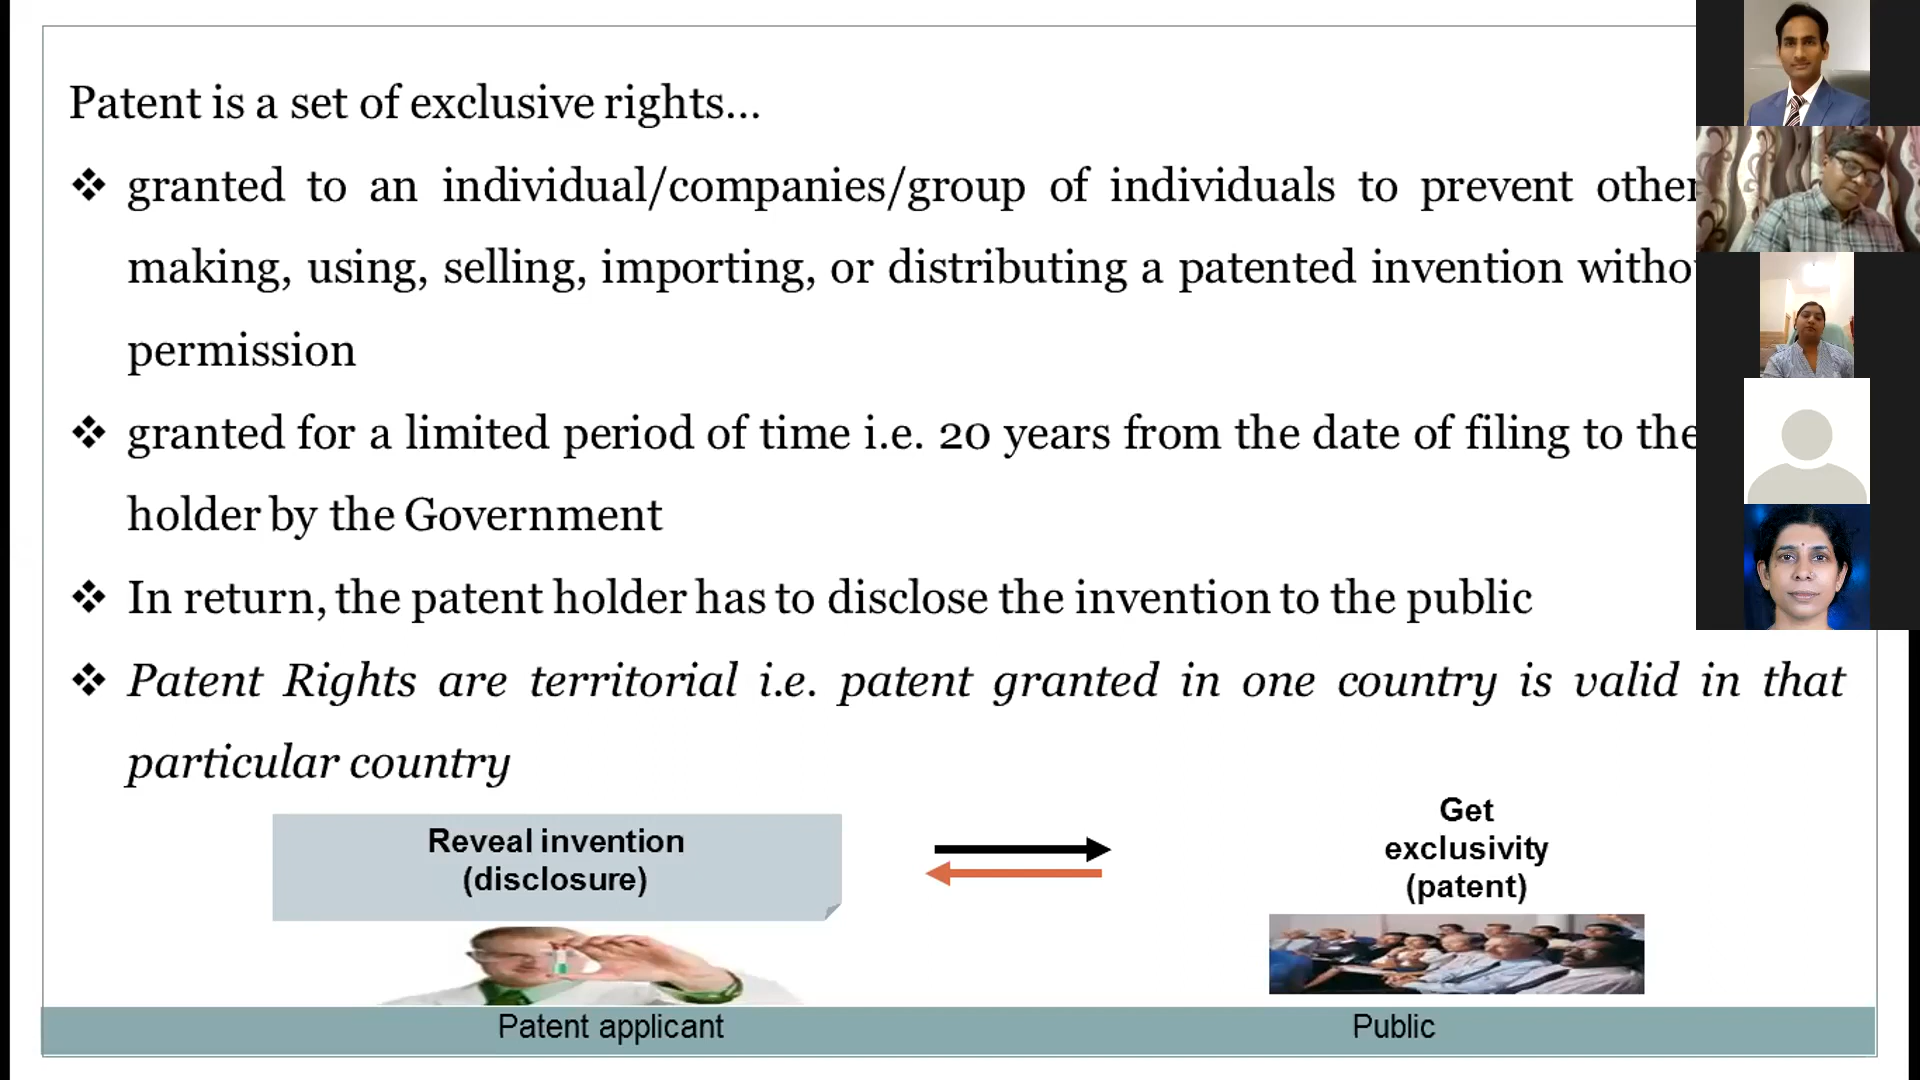 Patent is a set of exclusive rights...
❖ granted to an individual/companies/group of individuals to prevent other
making, using, selling, importing, or distributing a patented invention witho
permission
❖ granted for a limited period of time i.e. 20 years from the date of filing to the
holder by the Government
❖ In return, the patent holder has to disclose the invention to the public
❖ Patent Rights are territorial i.e. patent granted in one country is valid in that
particular country
Reveal invention
(disclosure)
Get
exclusivity
(patent)
Patent applicant
Public